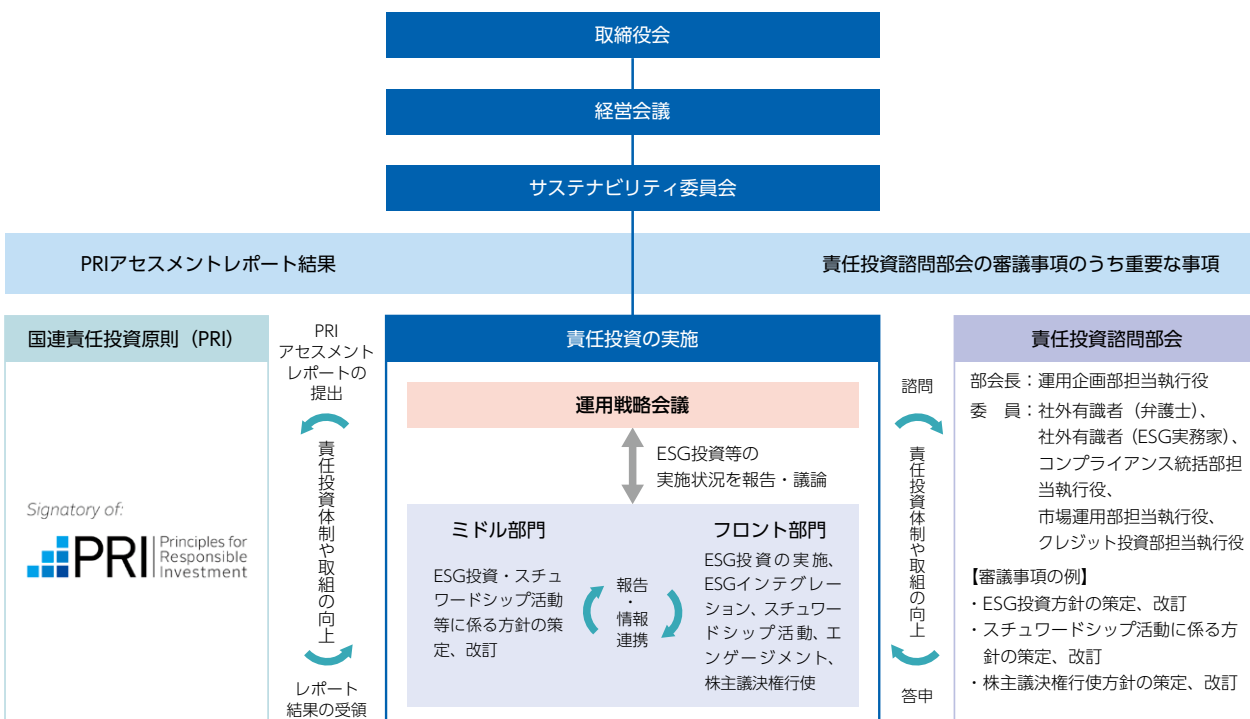 取締役会
経営会議
サステナビリティ委員会
PRIアセスメントレポート結果
責任投資諮問部会の審議事項のうち重要な事項
国連責任投資原則（PRI）
Signatory of:
PRI
Principles for
Responsible
Investment
PRI
アセスメント
レポートの
提出
責任投資体制や取組の向上
レポート
結果の受領
責任投資の実施
運用戦略会議
ESG投資等の
実施状況を報告・議論
ミドル部門
ESG投資・スチュ
ワードシップ活動
等に係る方針の策
定、改訂
報告
・
情報
連携
フロント部門
ESG投資の実施、
ESGインテグレー
ション、スチュワー
ドシップ活動、エ
ンゲージメント、
株主議決権行使
諮問
責任投資体制や取組の向上
答申
責任投資諮問部会
部会長：運用企画部担当執行役
委　員：社外有識者（弁護士）、
社外有識者（ESG実務家）、
コンプライアンス統括部担
当執行役、
市場運用部担当執行役、
クレジット投資部担当執行役
【審議事項の例】
・ESG投資方針の策定、改訂
・スチュワードシップ活動に係る方
針の策定、改訂
・株主議決権行使方針の策定、改訂